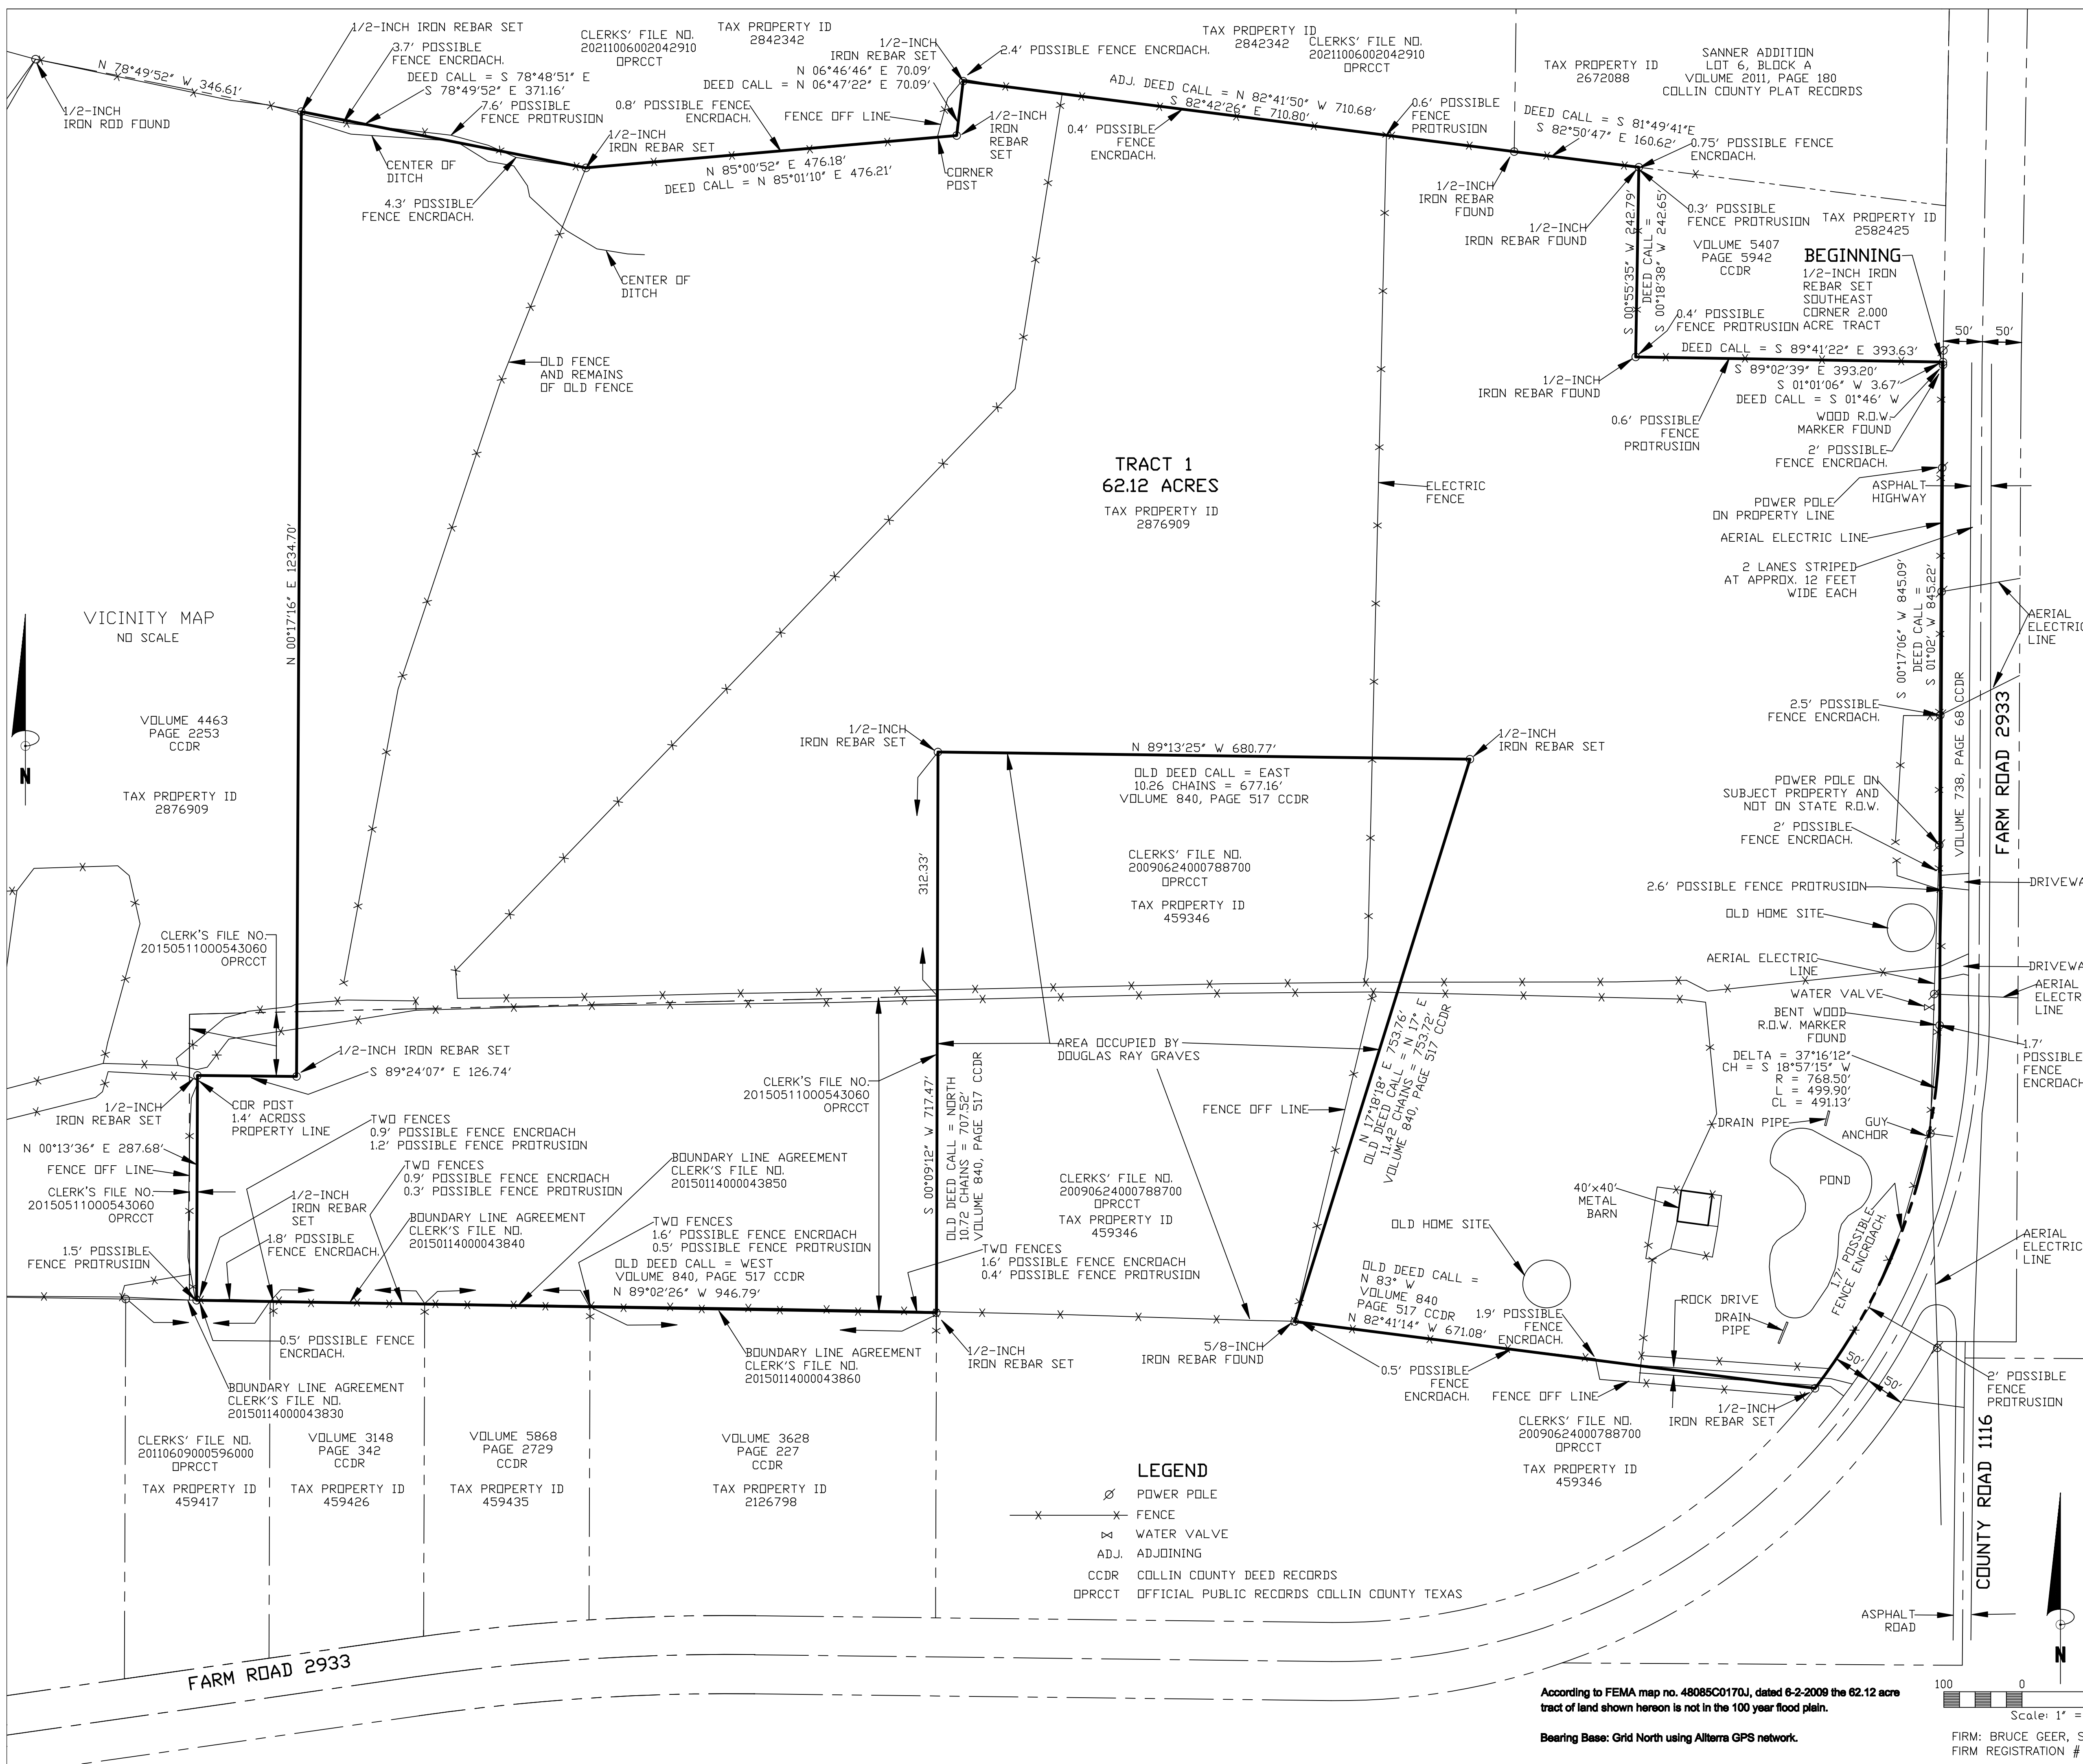 1/2-INCH IRON REBAR SET
3.7' POSSIBLE
FENCE ENCROACH.
DEED CALL = S 78°48'51" E
S 78°49'52" E 371.16'
7.6' POSSIBLE
FENCE PROTRUSION
CLERKS' FILE NO.
20211006002042910
OPRCCT
TAX PROPERTY ID
2842342
1/2-INCH
IRON REBAR SET
N 06°46'46" E 70.09'
DEED CALL = N 06°47'22" E 70.09'
2.4' POSSIBLE FENCE ENCROACH.
TAX PROPERTY ID
2842342
CLERKS' FILE NO.
20211006002042910
OPRCCT
TAX PROPERTY ID
2672088
SANNER ADDITION
LOT 6, BLOCK A
VOLUME 2011, PAGE 180
COLLIN COUNTY PLAT RECORDS
N 78°49'52" W 346.61'
1/2-INCH
IRON ROD FOUND
CENTER OF
DITCH
4.3' POSSIBLE
FENCE ENCROACH.
0.8' POSSIBLE FENCE
ENCROACH.
1/2-INCH
IRON REBAR SET
FENCE OFF LINE
N 85°00'52" E 476.18'
DEED CALL = N 85°01'10" E 476.21'
1/2-INCH
IRON
REBAR
SET
CORNER
POST
ADJ. DEED CALL = N 82°41'50" W 710.68'
S 82°42'26" E 710.80'
0.4' POSSIBLE
FENCE
ENCROACH.
0.6' POSSIBLE
FENCE
PROTRUSION
DEED CALL = S 81°49'41"E
S 82°50'47" E 160.62'
0.75' POSSIBLE FENCE
ENCROACH.
1/2-INCH
IRON REBAR
FOUND
1/2-INCH
IRON REBAR FOUND
0.3' POSSIBLE
FENCE PROTRUSION
TAX PROPERTY ID
2582425
VOLUME 5407
PAGE 5942
CCDR
S 00°55'35" W 242.79'
DEED CALL =
S 00°18'38" W 242.65'
BEGINNING
1/2-INCH IRON
REBAR SET
SOUTHEAST
CORNER 2.000
ACRE TRACT
0.4' POSSIBLE
FENCE PROTRUSION
50'
50'
DEED CALL = S 89°41'22" E 393.63'
S 89°02'39" E 393.20'
S 01°01'06" W 3.67'
DEED CALL = S 01°46' W
WOOD R.O.W.
MARKER FOUND
2' POSSIBLE
FENCE ENCROACH.
1/2-INCH
IRON REBAR FOUND
0.6' POSSIBLE
FENCE
PROTRUSION
CENTER OF
DITCH
OLD FENCE
AND REMAINS
OF OLD FENCE
TRACT 1
62.12 ACRES
TAX PROPERTY ID
2876909
ELECTRIC
FENCE
ASPHALT
HIGHWAY
POWER POLE
ON PROPERTY LINE
AERIAL ELECTRIC LINE
2 LANES STRIPED
AT APPROX. 12 FEET
WIDE EACH
S 00°17'06" W 845.09'
DEED CALL =
S 01°02' W 845.22'
AERIAL
ELECTRIC
LINE
N 00°17'16" E 1234.70'
VICINITY MAP
NO SCALE
VOLUME 4463
PAGE 2253
CCDR
TAX PROPERTY ID
2876909
N
VOLUME 738, PAGE 68 CCDR
FARM ROAD 2933
2.5' POSSIBLE
FENCE ENCROACH.
1/2-INCH
IRON REBAR SET
N 89°13'25" W 680.77'
1/2-INCH
IRON REBAR SET
OLD DEED CALL = EAST
10.26 CHAINS = 677.16'
VOLUME 840, PAGE 517 CCDR
POWER POLE ON
SUBJECT PROPERTY AND
NOT ON STATE R.O.W.
2' POSSIBLE
FENCE ENCROACH.
312.33'
CLERKS' FILE NO.
20090624000788700
OPRCCT
TAX PROPERTY ID
459346
2.6' POSSIBLE FENCE PROTRUSION
OLD HOME SITE
DRIVEWA
CLERK'S FILE NO.
20150511000543060
OPRCCT
AERIAL ELECTRIC
LINE
DRIVEWA
WATER VALVE
AERIAL
ELECTR
LINE
BENT WOOD
R.O.W. MARKER
FOUND
1.7'
POSSIBLE
FENCE
ENCROACH
DELTA = 37°16'12"
CH = S 18°57'15" W
R = 768.50'
L = 499.90'
CL = 491.13'
1/2-INCH IRON REBAR SET
S 89°24'07" E 126.74'
AREA OCCUPIED BY
DOUGLAS RAY GRAVES
N 17°18'18" E 753.76'
OLD DEED CALL = N 17° E
11.42 CHAINS = 753.72'
VOLUME 840, PAGE 517 CCDR
CLERK'S FILE NO.
20150511000543060
OPRCCT
1/2-INCH
IRON REBAR SET
COR POST
1.4' ACROSS
PROPERTY LINE
TWO FENCES
0.9' POSSIBLE FENCE ENCROACH
1.2' POSSIBLE FENCE PROTRUSION
FENCE OFF LINE
DRAIN PIPE
GUY
ANCHOR
N 00°13'36" E 287.68'
FENCE OFF LINE
CLERK'S FILE NO.
20150511000543060
OPRCCT
TWO FENCES
0.9' POSSIBLE FENCE ENCROACH
0.3' POSSIBLE FENCE PROTRUSION
BOUNDARY LINE AGREEMENT
CLERK'S FILE NO.
20150114000043850
S 00°09'12" W 717.47'
OLD DEED CALL = NORTH
10.72 CHAINS = 707.52'
VOLUME 840, PAGE 517 CCDR
CLERKS' FILE NO.
20090624000788700
OPRCCT
TAX PROPERTY ID
459346
40'x40'
METAL
BARN
POND
1/2-INCH
IRON REBAR
SET
BOUNDARY LINE AGREEMENT
CLERK'S FILE NO.
20150114000043840
TWO FENCES
1.6' POSSIBLE FENCE ENCROACH
0.5' POSSIBLE FENCE PROTRUSION
OLD HOME SITE
1.7' POSSIBLE
FENCE ENCROACH.
AERIAL
ELECTRIC
LINE
1.5' POSSIBLE
FENCE PROTRUSION
1.8' POSSIBLE
FENCE ENCROACH.
OLD DEED CALL = WEST
VOLUME 840, PAGE 517 CCDR
N 89°02'26" W 946.79'
TWO FENCES
1.6' POSSIBLE FENCE ENCROACH
0.4' POSSIBLE FENCE PROTRUSION
OLD DEED CALL =
N 83° W
VOLUME 840
PAGE 517 CCDR
N 82°41'14" W 671.08'
1.9' POSSIBLE
FENCE
ENCROACH.
ROCK DRIVE
DRAIN
PIPE
0.5' POSSIBLE FENCE
ENCROACH.
BOUNDARY LINE AGREEMENT
CLERK'S FILE NO.
20150114000043860
1/2-INCH
IRON REBAR SET
5/8-INCH
IRON REBAR FOUND
0.5' POSSIBLE
FENCE
ENCROACH.
FENCE OFF LINE
50'
50'
2' POSSIBLE
FENCE
PROTRUSION
BOUNDARY LINE AGREEMENT
CLERK'S FILE NO.
20150114000043830
1/2-INCH
IRON REBAR SET
CLERKS' FILE NO.
20110609000596000
OPRCCT
TAX PROPERTY ID
459417
VOLUME 3148
PAGE 342
CCDR
TAX PROPERTY ID
459426
VOLUME 5868
PAGE 2729
CCDR
TAX PROPERTY ID
459435
VOLUME 3628
PAGE 227
CCDR
TAX PROPERTY ID
2126798
CLERKS' FILE NO.
20090624000788700
OPRCCT
TAX PROPERTY ID
459346
COUNTY ROAD 1116
LEGEND
POWER POLE
X X FENCE
WATER VALVE
ADJ. ADJOINING
CCDR COLLIN COUNTY DEED RECORDS
OPRCCT OFFICIAL PUBLIC RECORDS COLLIN COUNTY TEXAS
ASPHALT
ROAD
N
FARM ROAD 2933
According to FEMA map no. 48085C0170J, dated 6-2-2009 the 62.12 acre
tract of land shown hereon is not in the 100 year flood plain.
Bearing Base: Grid North using Allterra GPS network.
100 0
Scale: 1" =
FIRM: BRUCE GEER, S
FIRM REGISTRATION #